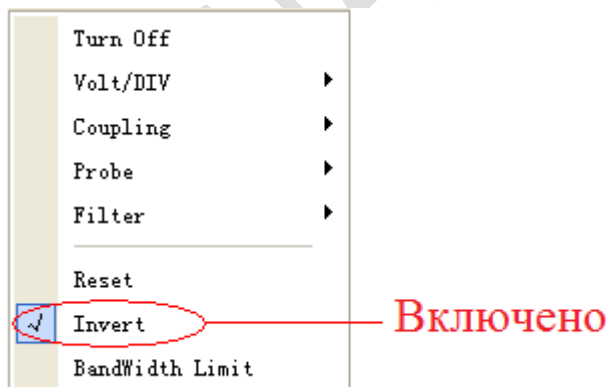 Turn Off
Volt/DIV
Coupling
Probe
Filter
Reset
Invert Включено
BandWidth Limit